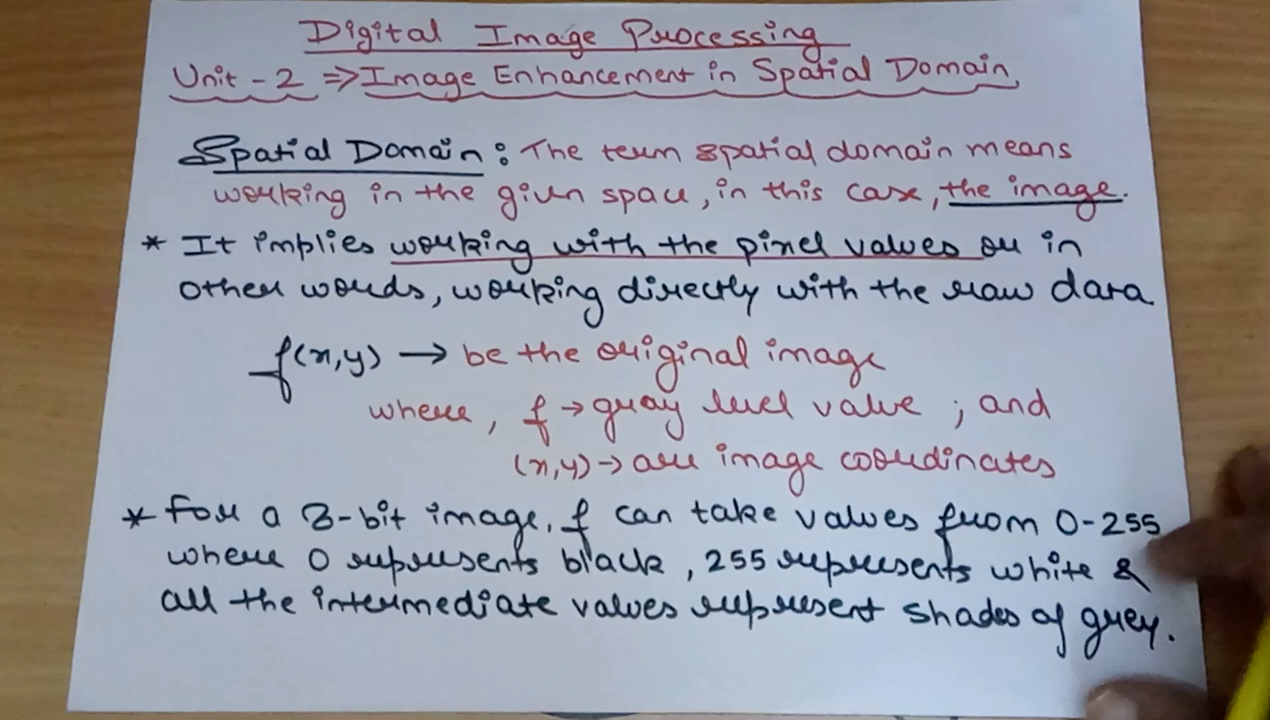 Digital Image Processing
Unit - 2 ⇒ Image Enhancement in Spatial Domain,
Spatial Domain : The term spatial domain means
working in the given space, in this case, the image.
* It implies working with the pixel values or in
other words, working directly with the raw data
f(x,y) → be the original image
where, f → gray level value ; and
(x,y) → are image coordinates
* For a 8-bit image, f can take values from 0-255
where 0 represents black, 255 represents white &
all the intermediate values represent shades of grey.